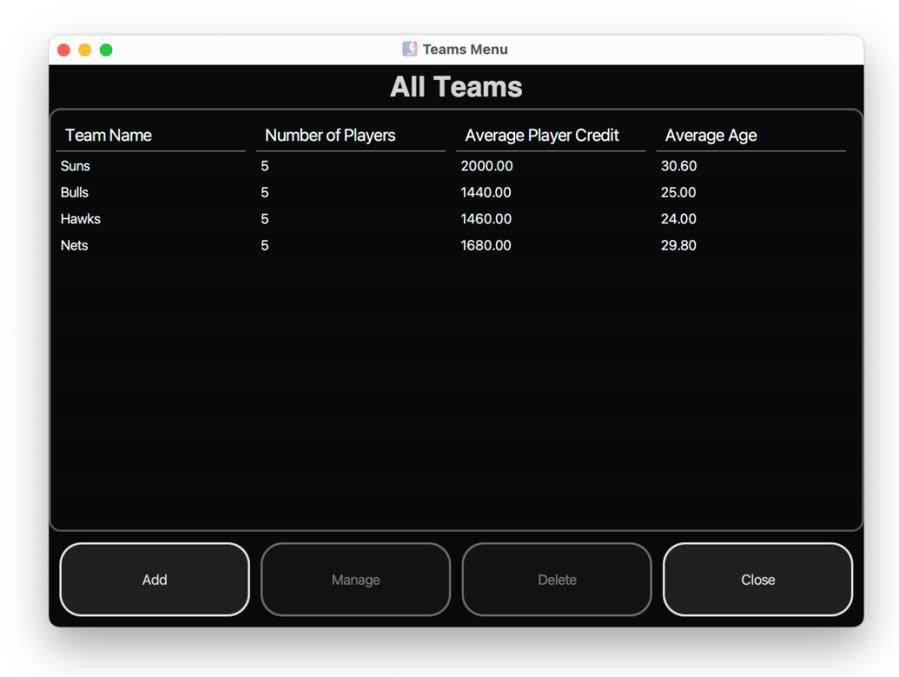 Teams Menu
All Teams
Team Name Number of Players Average Player Credit Average Age
Suns 5 2000.00 30.60
Bulls 5 1440.00 25.00
Hawks 5 1460.00 24.00
Nets 5 1680.00 29.80
Add Manage Delete Close